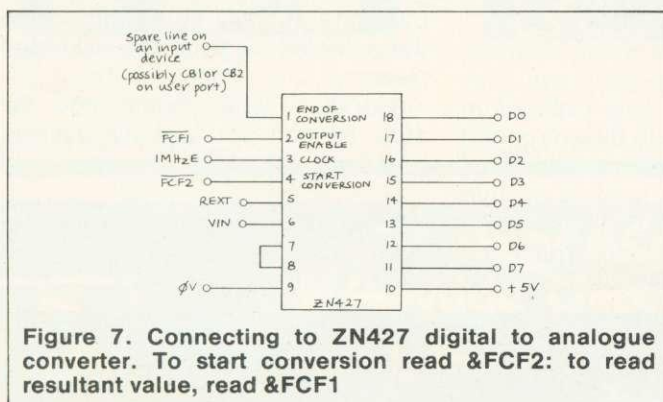 Spare line on
an input
device
(possibly CB1 or CB2
on user port)
1 END OF
CONVERSION
18 D0
F̅C̅F̅1̅ 2 OUTPUT
ENABLE
17 D1
1MHzE 3 CLOCK 16 D2
F̅C̅F̅2̅ 4 START
CONVERSION
15 D3
REXT 5 14 D4
VIN 6 13 D5
7 12 D6
8 11 D7
ØV 9 10 +5V
ZN427
Figure 7. Connecting to ZN427 digital to analogue
converter. To start conversion read &FCF2: to read
resultant value, read &FCF1